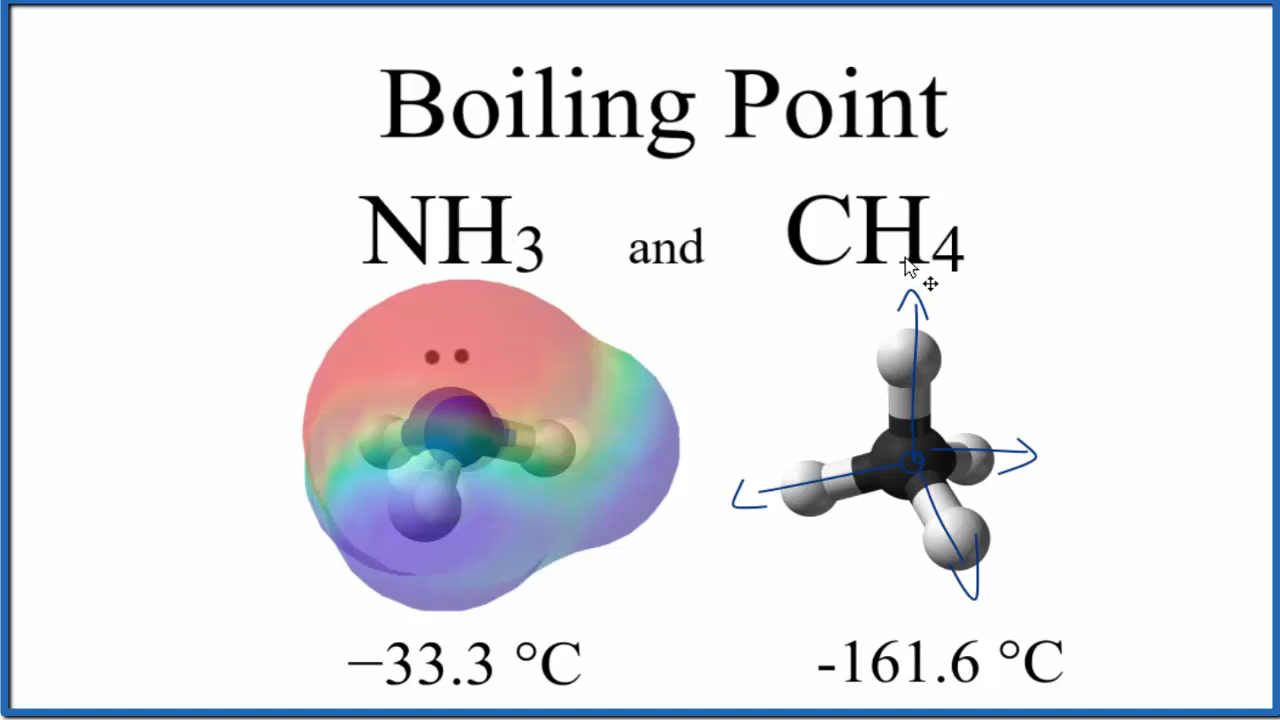 Boiling Point
NH₃ and CH₄
−33.3 °C -161.6 °C